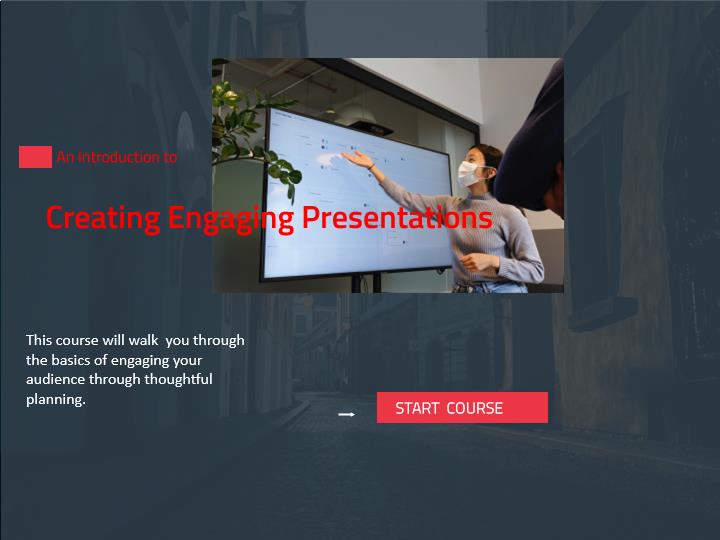 An introduction to
Creating Engaging Presentations
This course will walk  you through
the basics of engaging your
audience through thoughtful
planning.
START  COURSE